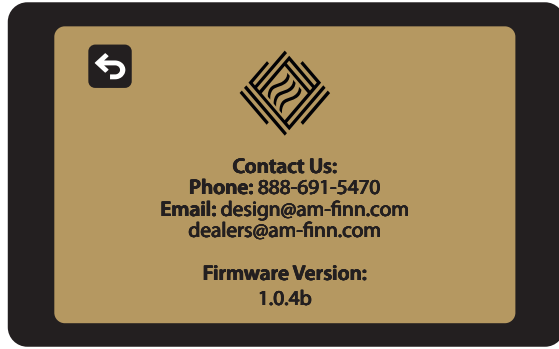 Contact Us:
Phone: 888-691-5470
Email: design@am-finn.com
dealers@am-finn.com
Firmware Version:
1.0.4b